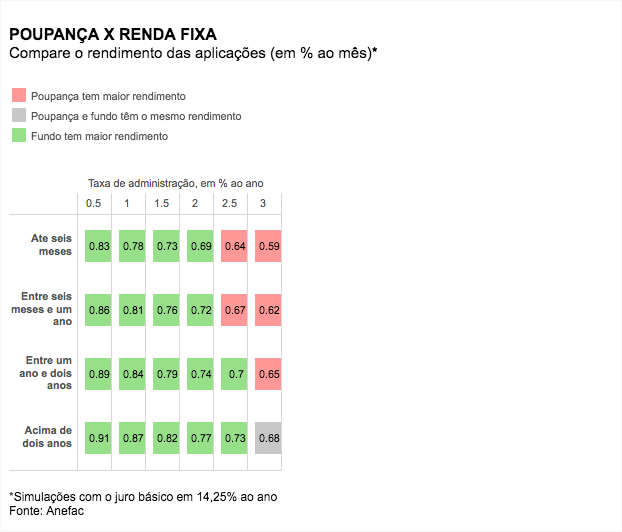 POUPANÇA X RENDA FIXA
Compare o rendimento das aplicações (em % ao mês)*
Poupança tem maior rendimento
Poupança e fundo têm o mesmo rendimento
Fundo tem maior rendimento
Taxa de administração, em % ao ano
0.5 1 1.5 2 2.5 3
Ate seis
meses
0.83 0.78 0.73 0.69 0.64 0.59
Entre seis
meses e um
ano
0.86 0.81 0.76 0.72 0.67 0.62
Entre um
ano e dois
anos
0.89 0.84 0.79 0.74 0.7 0.65
Acima de
dois anos
0.91 0.87 0.82 0.77 0.73 0.68
*Simulações com o juro básico em 14,25% ao ano
Fonte: Anefac